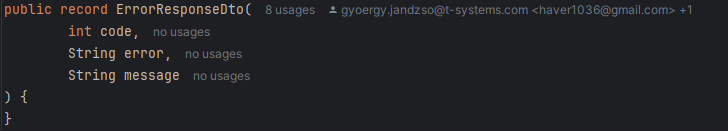 public record ErrorResponseDto( 8 usages gyoergy.jandzso@t-systems.com <haver1036@gmail.com> +1
int code, no usages
String error, no usages
String message no usages
) {
}